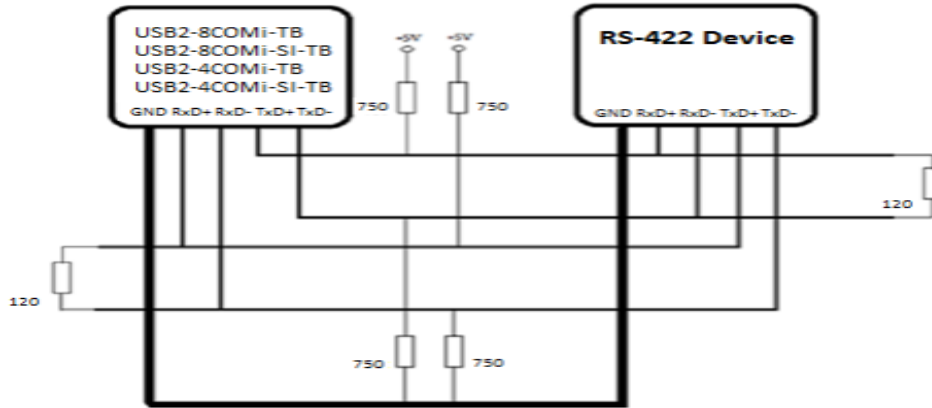 USB2-8COMi-TB
USB2-8COMi-SI-TB
USB2-4COMi-TB
USB2-4COMi-SI-TB
GND RxD+ RxD- TxD+ TxD-
+5V +5V
750 750
RS-422 Device
GND RxD+ RxD- TxD+ TxD-
120
120
750 750